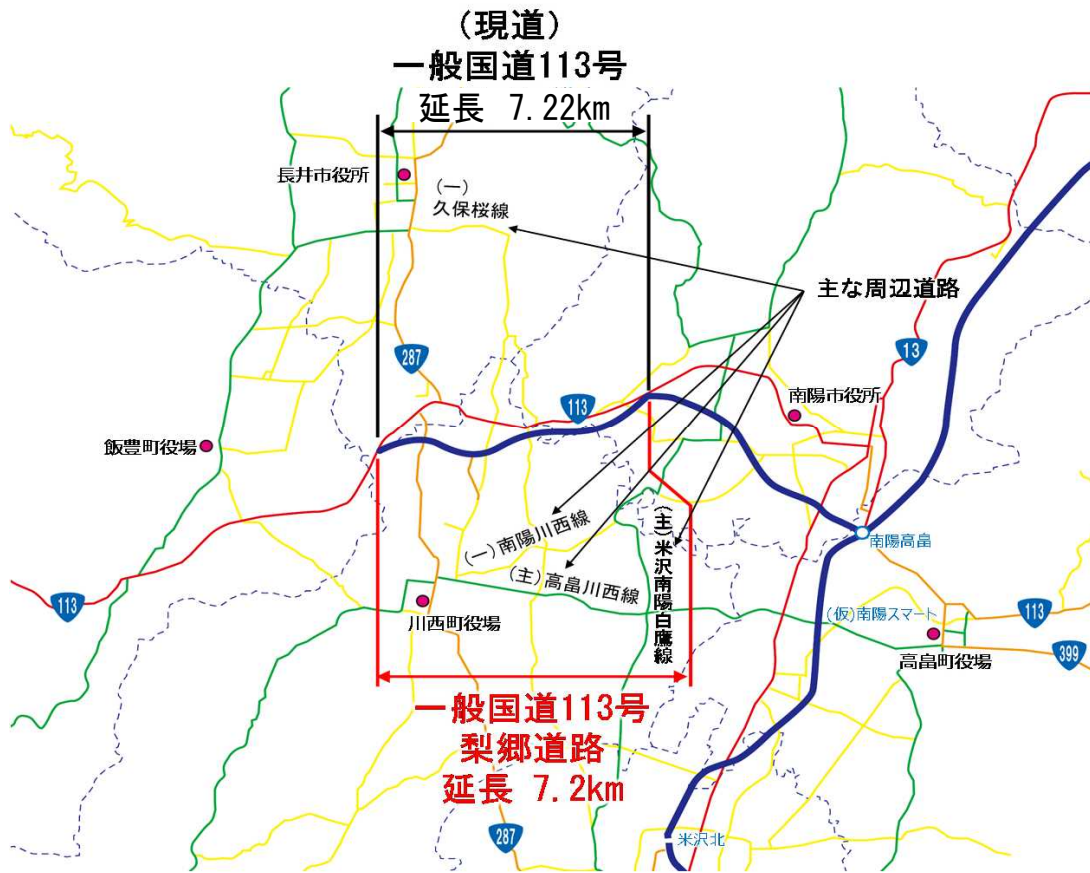 (現道)
一般国道113号
延長 7.22km
長井市役所
(一)
久保桜線
主な周辺道路
13
287
113
南陽市役所
飯豊町役場
(一)南陽川西線
(主)高畠川西線
(主)米沢南陽白鷹線
南陽高畠
113
川西町役場
(仮)南陽スマート
113
高畠町役場
399
一般国道113号
梨郷道路
延長 7.2km
287
米沢北